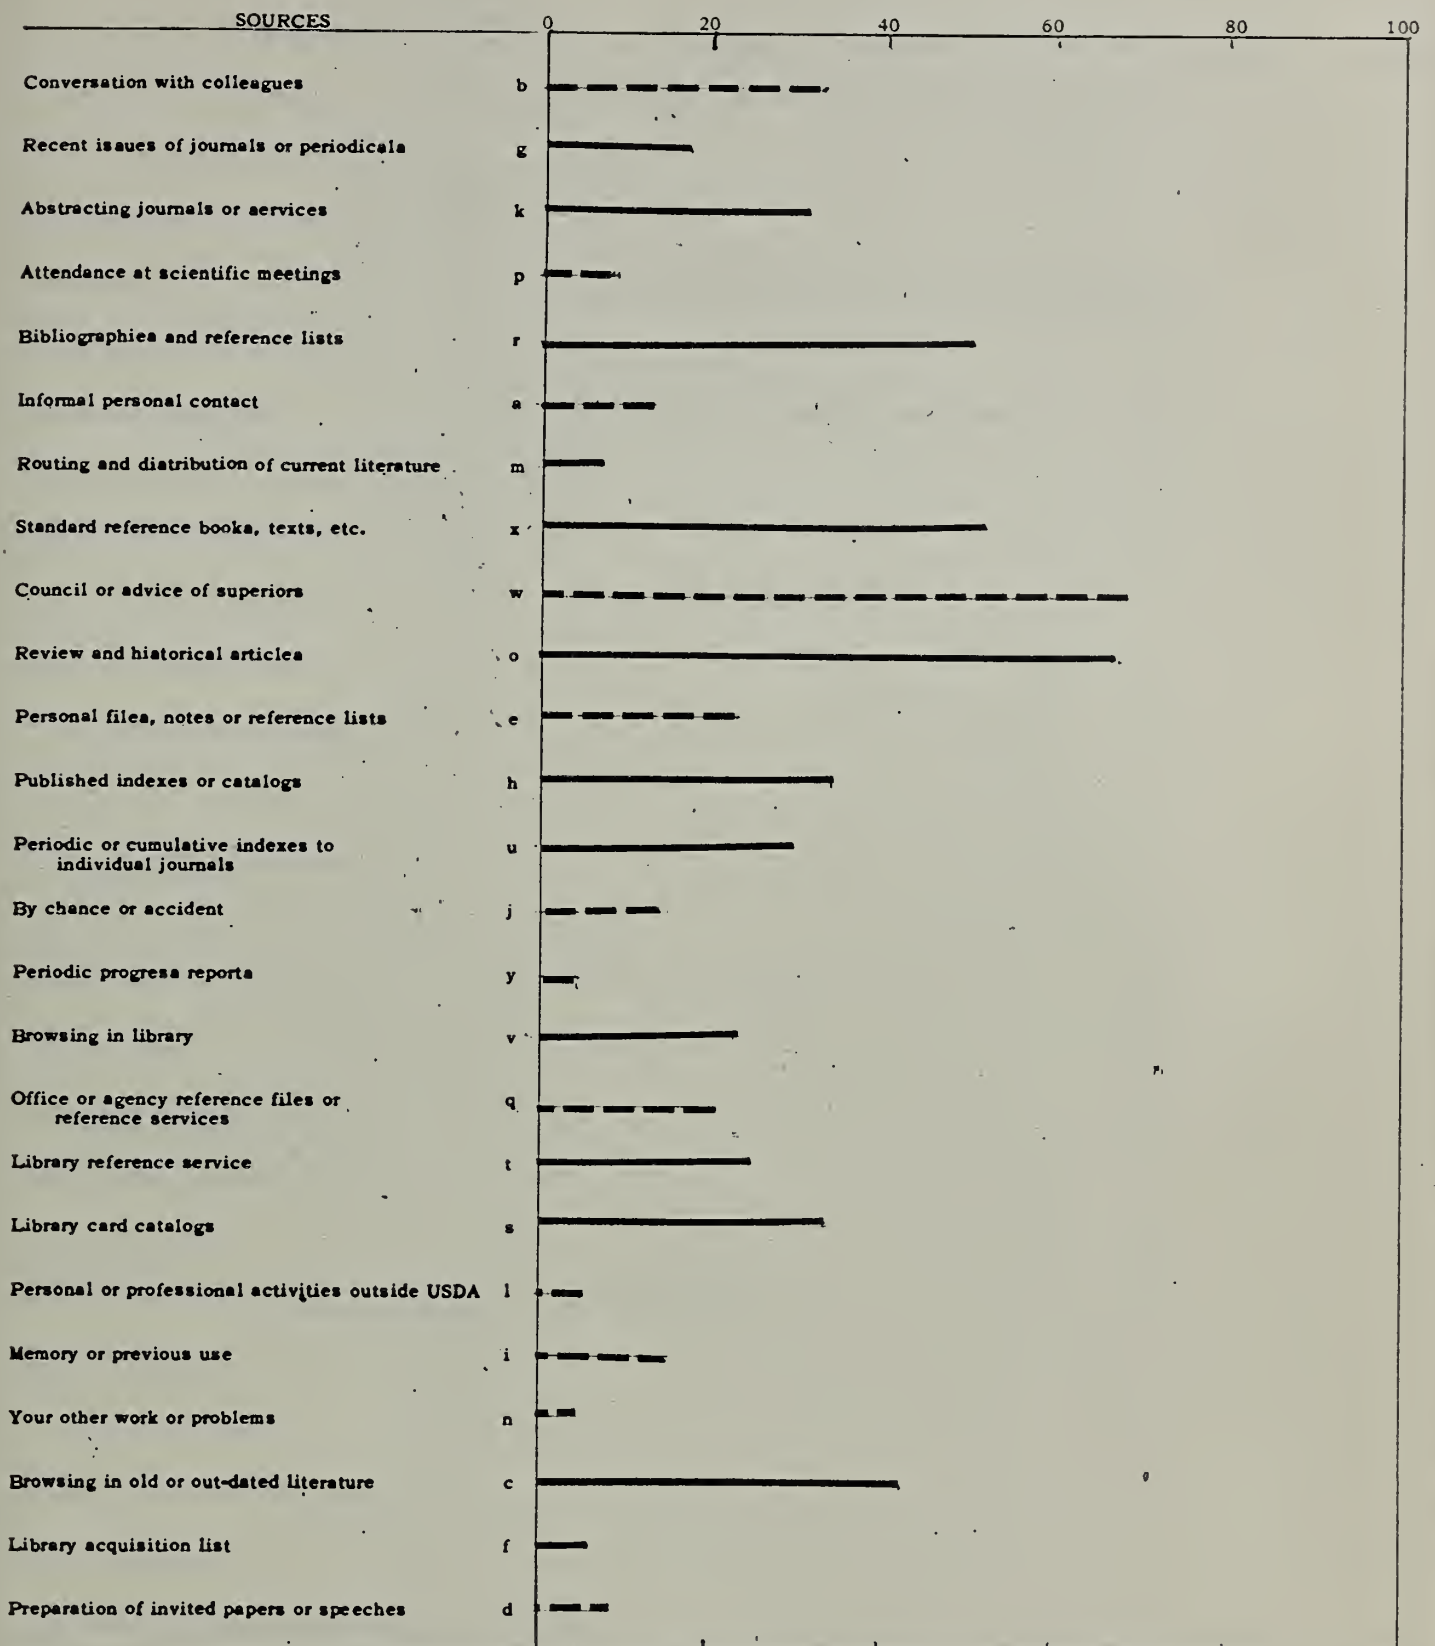 SOURCES 0 20 40 60 80 100
Conversation with colleagues b
Recent issues of journals or periodicals g
Abstracting journals or services k
Attendance at scientific meetings p
Bibliographies and reference lists r
Informal personal contact a
Routing and distribution of current literature m
Standard reference books, texts, etc. x
Council or advice of superiors w
Review and historical articles o
Personal files, notes or reference lists e
Published indexes or catalogs h
Periodic or cumulative indexes to u
individual journals
By chance or accident j
Periodic progress reports y
Browsing in library v
Office or agency reference files or q
reference services
Library reference service t
Library card catalogs s
Personal or professional activities outside USDA l
Memory or previous use i
Your other work or problems n
Browsing in old or out-dated literature c
Library acquisition list f
Preparation of invited papers or speeches d